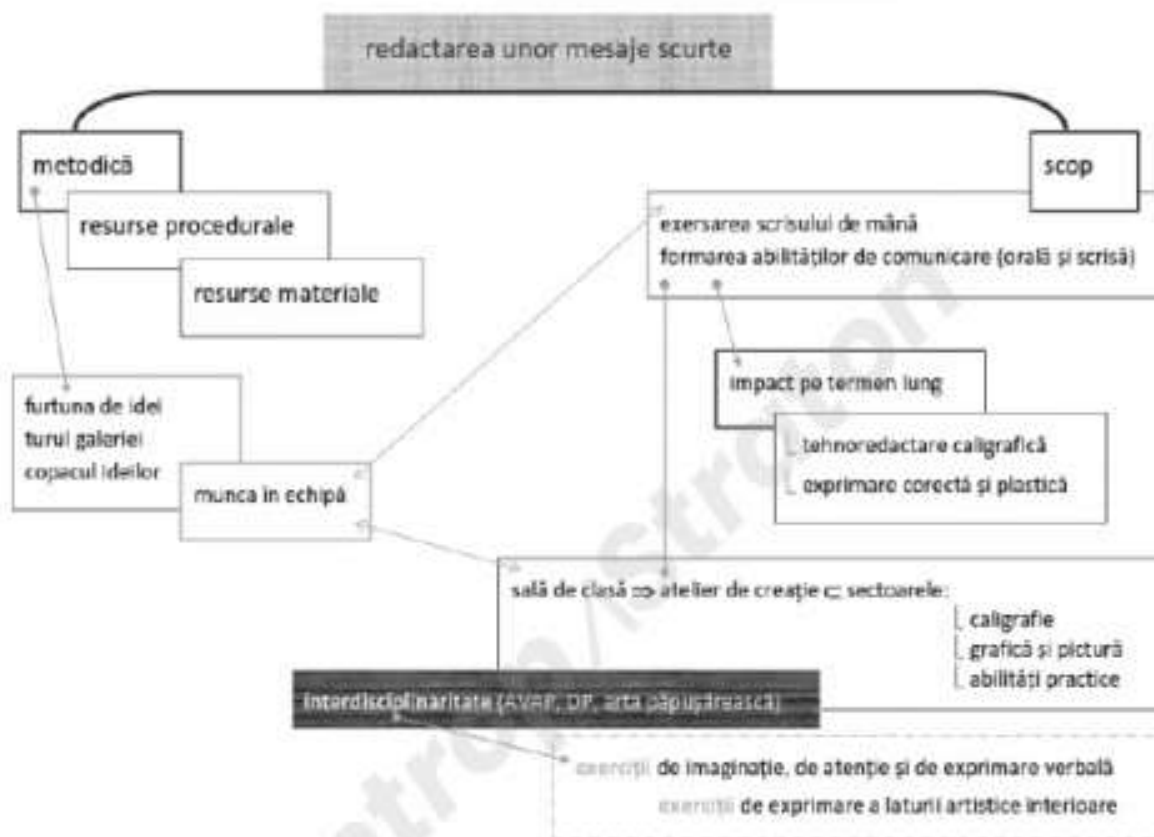 redactarea unor mesaje scurte
metodică
resurse procedurale
resurse materiale
scop
exersarea scrisului de mână
formarea abilităților de comunicare (orală și scrisă)
furtuna de idei
turul galeriei
copacul ideilor
munca în echipă
impact pe termen lung
tehnoredactare caligrafică
exprimare corectă și plastică
sală de clasă ⇒ atelier de creație ⊂ sectoarele:
caligrafie
grafică și pictură
abilități practice
interdisciplinaritate (AVAP, DP, arta păpușărească)
exerciții de imaginație, de atenție și de exprimare verbală
exerciții de exprimare a laturii artistice interioare